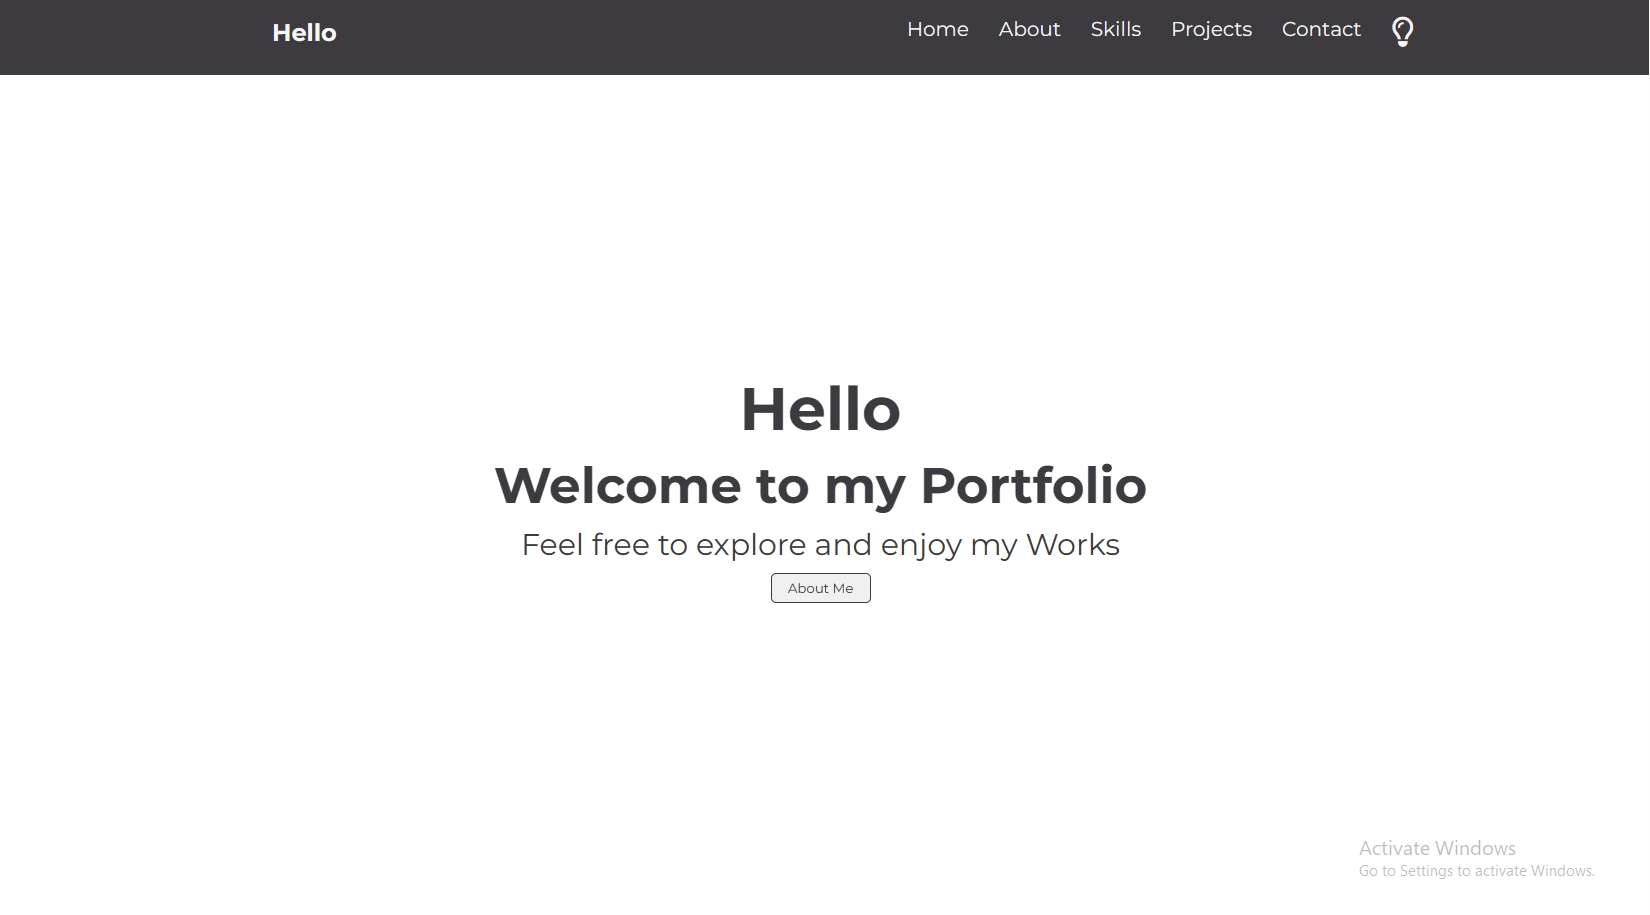 Hello
Home About Skills Projects Contact
Hello
Welcome to my Portfolio
Feel free to explore and enjoy my Works
About Me
Activate Windows
Go to Settings to activate Windows.